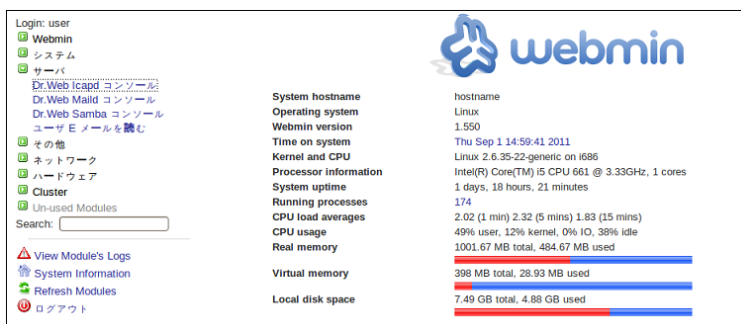 Login: user
Webmin
システム
サーバ
Dr.Web Icapd コンソール
Dr.Web Maild コンソール
Dr.Web Samba コンソール
ユーザ E メールを読む
その他
ネットワーク
ハードウェア
Cluster
Un-used Modules
Search:
View Module's Logs
System Information
Refresh Modules
ログアウト
webmin
System hostname hostname
Operating system Linux
Webmin version 1.550
Time on system Thu Sep 1 14:59:41 2011
Kernel and CPU Linux 2.6.35-22-generic on i686
Processor information Intel(R) Core(TM) i5 CPU 661 @ 3.33GHz, 1 cores
System uptime 1 days, 18 hours, 21 minutes
Running processes 174
CPU load averages 2.02 (1 min) 2.32 (5 mins) 1.83 (15 mins)
CPU usage 49% user, 12% kernel, 0% IO, 38% idle
Real memory 1001.67 MB total, 484.67 MB used
Virtual memory 398 MB total, 28.93 MB used
Local disk space 7.49 GB total, 4.88 GB used